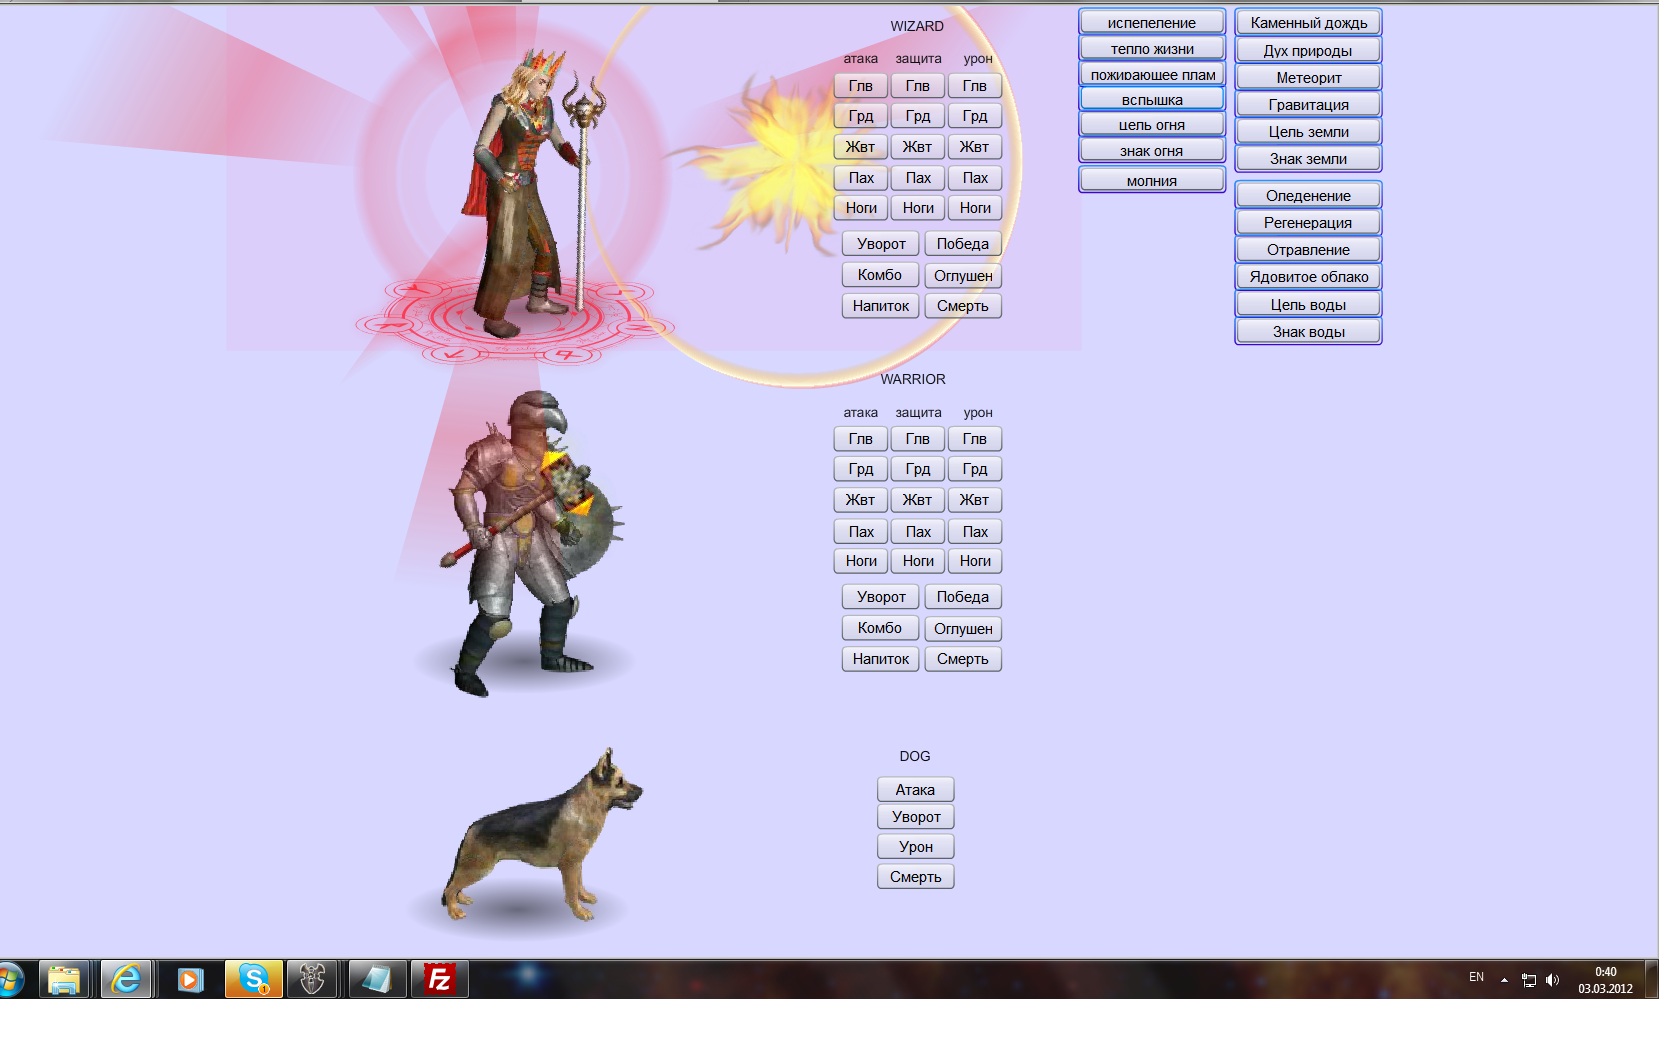 WIZARD
атака защита урон
Глв Глв Глв
Грд Грд Грд
Жвт Жвт Жвт
Пах Пах Пах
Ноги Ноги Ноги
Уворот Победа
Комбо Оглушен
Напиток Смерть
испепеление
тепло жизни
пожирающее плам
вспышка
цель огня
знак огня
молния
Каменный дождь
Дух природы
Метеорит
Гравитация
Цель земли
Знак земли
Оледенение
Регенерация
Отравление
Ядовитое облако
Цель воды
Знак воды
WARRIOR
атака защита урон
Глв Глв Глв
Грд Грд Грд
Жвт Жвт Жвт
Пах Пах Пах
Ноги Ноги Ноги
Уворот Победа
Комбо Оглушен
Напиток Смерть
DOG
Атака
Уворот
Урон
Смерть
S 1
Fz
EN
0:40
03.03.2012